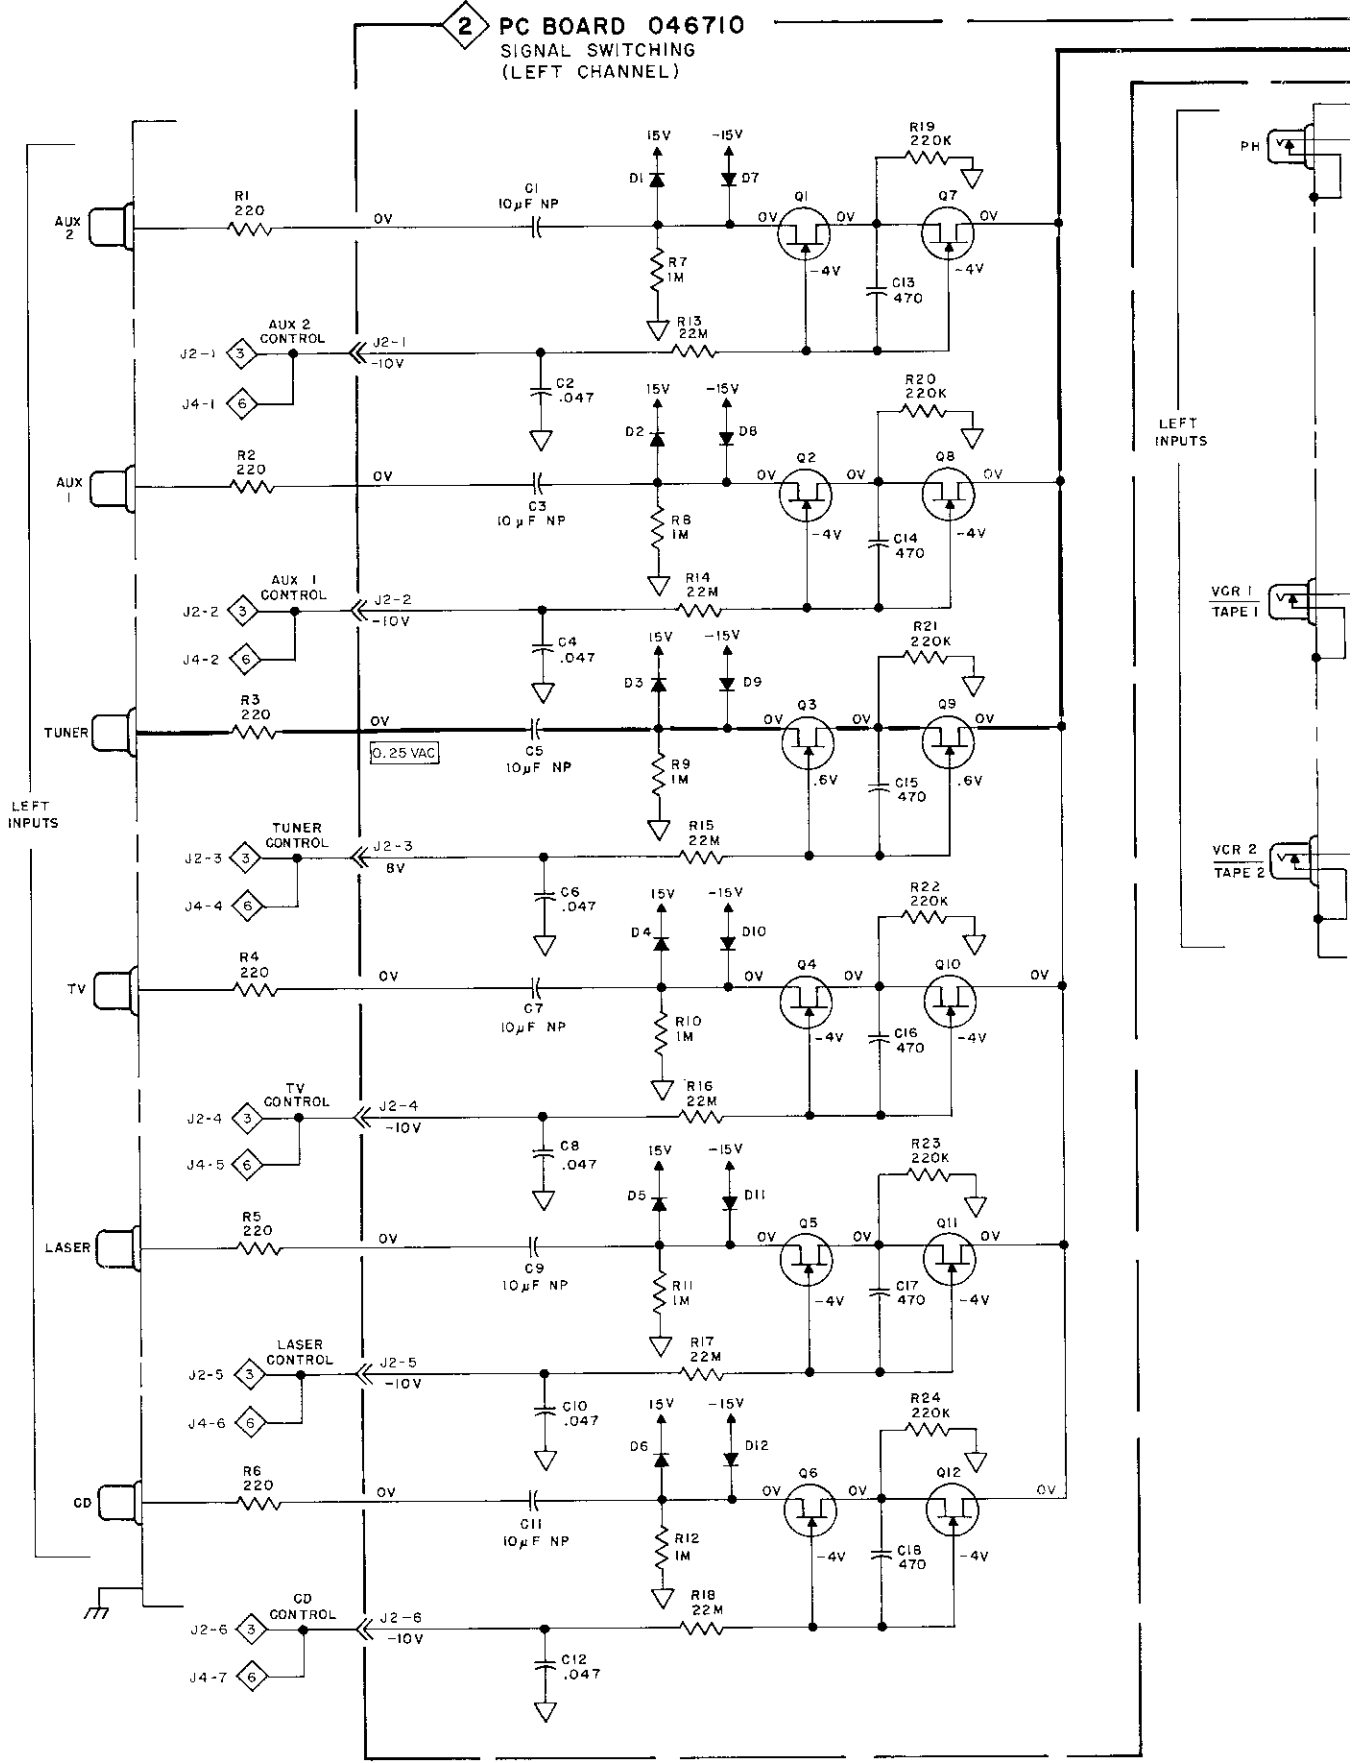 2 PC BOARD 046710
SIGNAL SWITCHING
(LEFT CHANNEL)
15V
-15V
R19
220K
D1
D7
R1
220
C1
10µF NP
Q1
Q7
AUX
2
0V
0V
0V
0V
R7
1M
-4V
-4V
C13
470
AUX 2
CONTROL
R13
22M
J2-1
3
J2-1
-10V
J4-1
6
C2
.047
15V
-15V
R20
220K
D2
D8
R2
220
Q2
Q8
AUX
1
0V
0V
0V
0V
C3
10µF NP
R8
1M
-4V
-4V
C14
470
AUX 1
CONTROL
R14
22M
J2-2
3
J2-2
-10V
J4-2
6
C4
.047
15V
-15V
R21
220K
D3
D9
R3
220
Q3
Q9
TUNER
0V
0V
0V
0V
0.25 VAC
C5
10µF NP
R9
1M
.6V
.6V
C15
470
LEFT
INPUTS
TUNER
CONTROL
R15
22M
J2-3
3
J2-3
8V
J4-4
6
C6
.047
15V
-15V
R22
220K
D4
D10
R4
220
Q4
Q10
TV
0V
0V
0V
0V
C7
10µF NP
R10
1M
-4V
-4V
C16
470
TV
CONTROL
R16
22M
J2-4
3
J2-4
-10V
J4-5
6
C8
.047
15V
-15V
R23
220K
D5
D11
R5
220
Q5
Q11
LASER
0V
0V
0V
0V
C9
10µF NP
R11
1M
-4V
-4V
C17
470
LASER
CONTROL
R17
22M
J2-5
3
J2-5
-10V
J4-6
6
C10
.047
15V
-15V
R24
220K
D6
D12
R6
220
Q6
Q12
CD
0V
0V
0V
0V
C11
10µF NP
R12
1M
-4V
-4V
C18
470
CD
CONTROL
R18
22M
J2-6
3
J2-6
-10V
J4-7
6
C12
.047
PH
LEFT
INPUTS
VCR 1
TAPE 1
VCR 2
TAPE 2